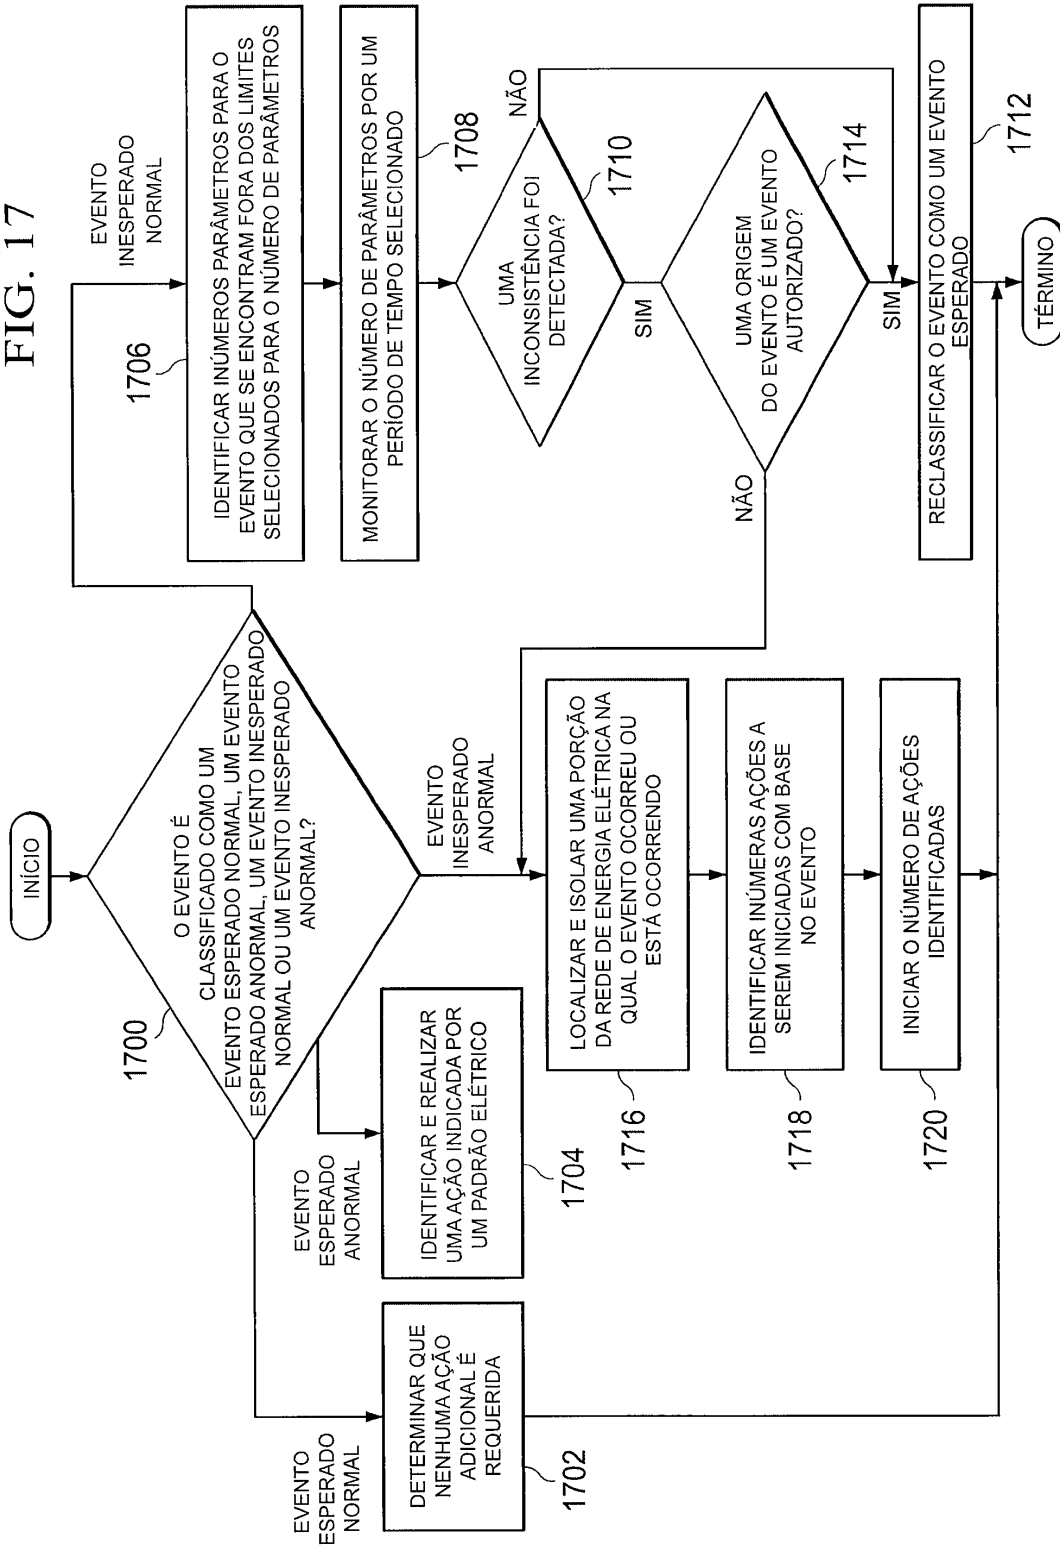 FIG. 17
INÍCIO
1700
O EVENTO É
CLASSIFICADO COMO UM
EVENTO ESPERADO NORMAL, UM EVENTO
ESPERADO ANORMAL, UM EVENTO INESPERADO
NORMAL OU UM EVENTO INESPERADO
ANORMAL?
EVENTO
ESPERADO
NORMAL
DETERMINAR QUE
NENHUMA AÇÃO
ADICIONAL É
REQUERIDA
1702
EVENTO
ESPERADO
ANORMAL
IDENTIFICAR E REALIZAR
UMA AÇÃO INDICADA POR
UM PADRÃO ELÉTRICO
1704
EVENTO
INESPERADO
ANORMAL
LOCALIZAR E ISOLAR UMA PORÇÃO
DA REDE DE ENERGIA ELÉTRICA NA
QUAL O EVENTO OCORREU OU
ESTÁ OCORRENDO
1716
IDENTIFICAR INÚMERAS AÇÕES A
SEREM INICIADAS COM BASE
NO EVENTO
1718
INICIAR O NÚMERO DE AÇÕES
IDENTIFICADAS
1720
EVENTO
INESPERADO
NORMAL
1706
IDENTIFICAR INÚMEROS PARÂMETROS PARA O
EVENTO QUE SE ENCONTRAM FORA DOS LIMITES
SELECIONADOS PARA O NÚMERO DE PARÂMETROS
MONITORAR O NÚMERO DE PARÂMETROS POR UM
PERÍODO DE TEMPO SELECIONADO
1708
UMA
INCONSISTÊNCIA FOI
DETECTADA?
1710
NÃO
SIM
UMA ORIGEM
DO EVENTO É UM EVENTO
AUTORIZADO?
1714
NÃO
SIM
RECLASSIFICAR O EVENTO COMO UM EVENTO
ESPERADO
1712
TÉRMINO